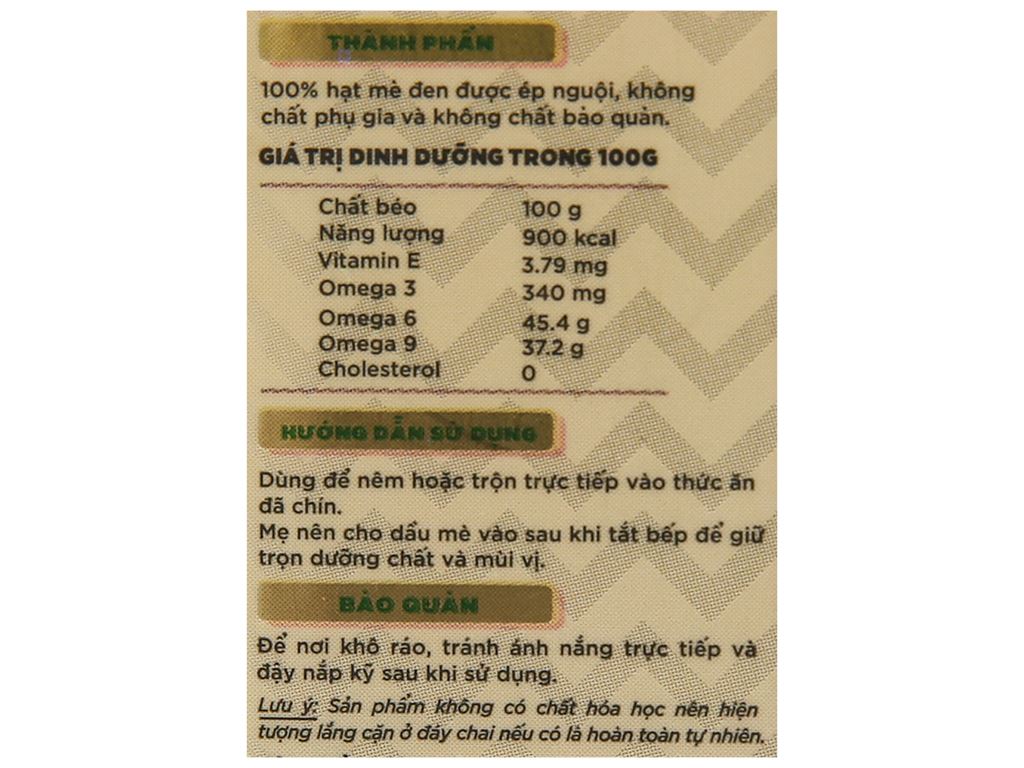 THÀNH PHẦN
100% hạt mè đen được ép nguội, không
chất phụ gia và không chất bảo quản.
GIÁ TRỊ DINH DƯỠNG TRONG 100G
Chất béo 100 g
Năng lượng 900 kcal
Vitamin E 3.79 mg
Omega 3 340 mg
Omega 6 45.4 g
Omega 9 37.2 g
Cholesterol 0
HƯỚNG DẪN SỬ DỤNG
Dùng để nêm hoặc trộn trực tiếp vào thức ăn
đã chín.
Mẹ nên cho dầu mè vào sau khi tắt bếp để giữ
trọn dưỡng chất và mùi vị.
BẢO QUẢN
Để nơi khô ráo, tránh ánh nắng trực tiếp và
đậy nắp kỹ sau khi sử dụng.
Lưu ý: Sản phẩm không có chất hóa học nên hiện
tượng lắng cặn ở đáy chai nếu có là hoàn toàn tự nhiên.